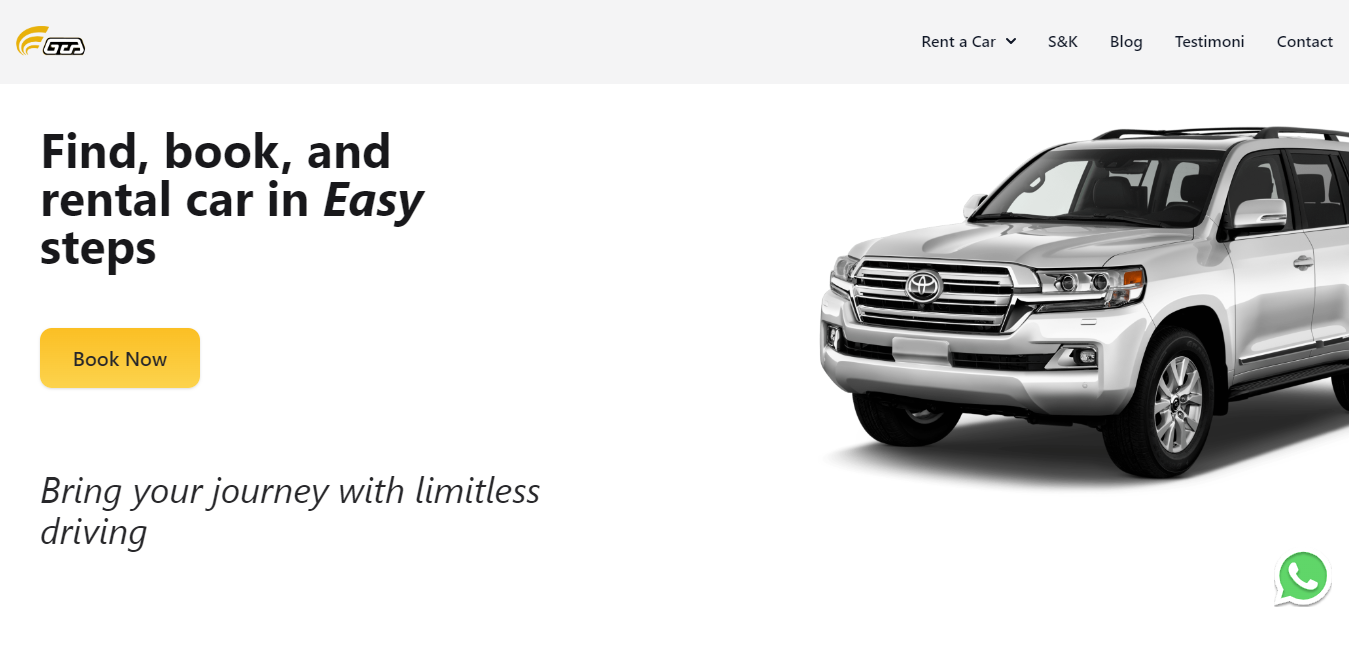 Rent a Car
S&K
Blog
Testimoni
Contact
Find, book, and
rental car in Easy
steps
Book Now
Bring your journey with limitless
driving